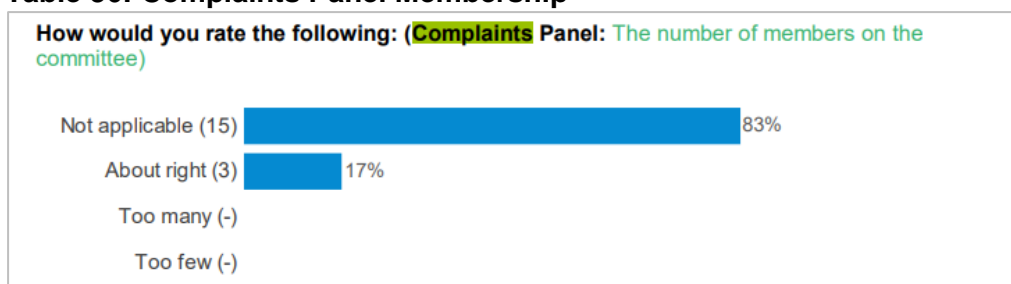 How would you rate the following: (Complaints Panel: The number of members on the
committee)
Not applicable (15) 83%
About right (3) 17%
Too many (-)
Too few (-)